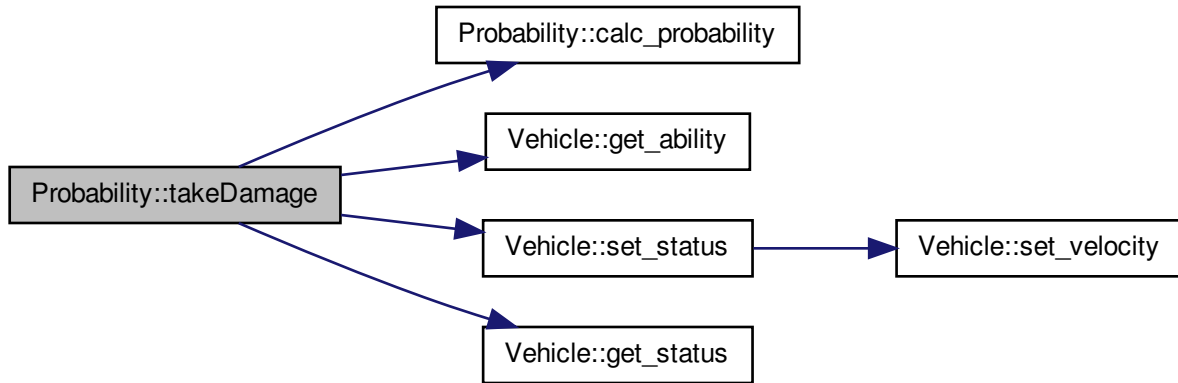 Probability::calc_probability
Vehicle::get_ability
Probability::takeDamage
Vehicle::set_status
Vehicle::set_velocity
Vehicle::get_status